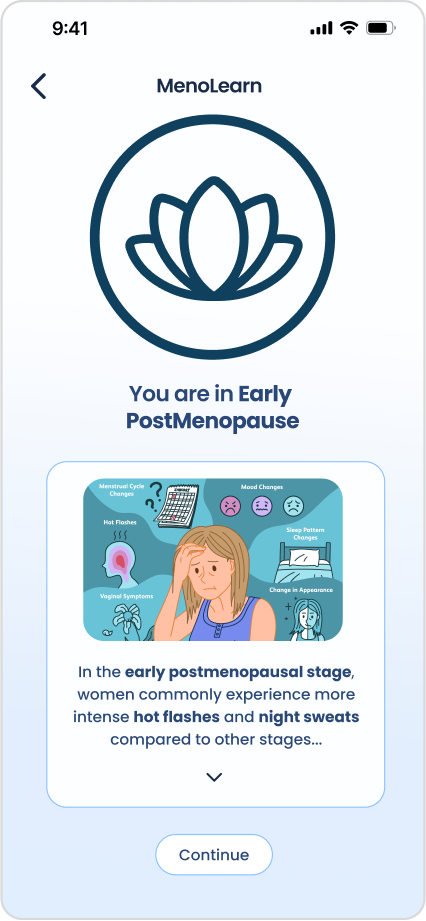 9:41
MenoLearn
You are in Early
PostMenopause
Menstrual Cycle
Changes
Mood Changes
Hot Flashes
Sleep Pattern
Changes
Vaginal Symptoms
Change in Appearance
In the early postmenopausal stage,
women commonly experience more
intense hot flashes and night sweats
compared to other stages...
Continue